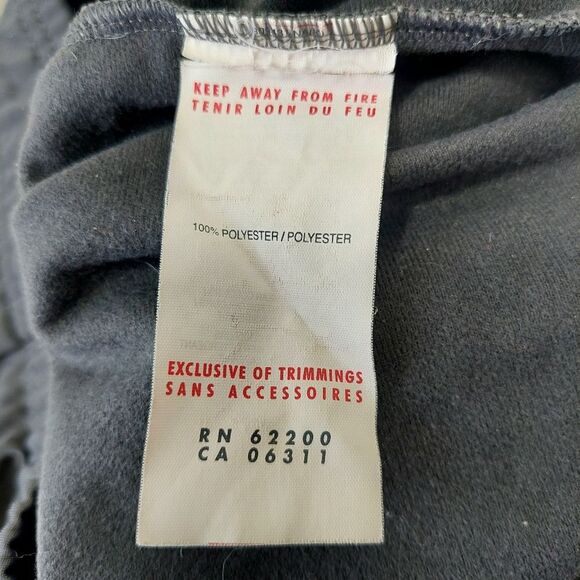 KEEP AWAY FROM FIRE
TENIR LOIN DU FEU
100% POLYESTER / POLYESTER
EXCLUSIVE OF TRIMMINGS
SANS ACCESSOIRES
RN 62200
CA 06311